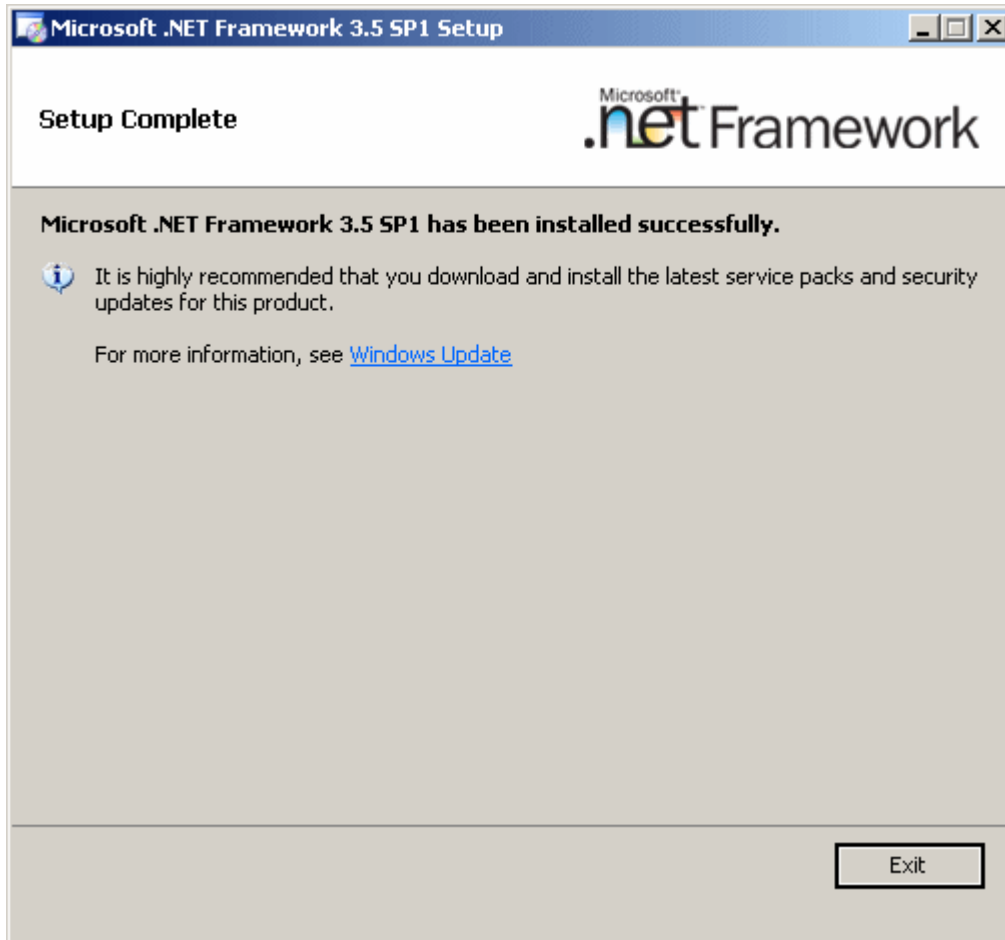 Microsoft .NET Framework 3.5 SP1 Setup
Setup Complete
Microsoft
.net Framework
Microsoft .NET Framework 3.5 SP1 has been installed successfully.
It is highly recommended that you download and install the latest service packs and security
updates for this product.
For more information, see Windows Update
Exit